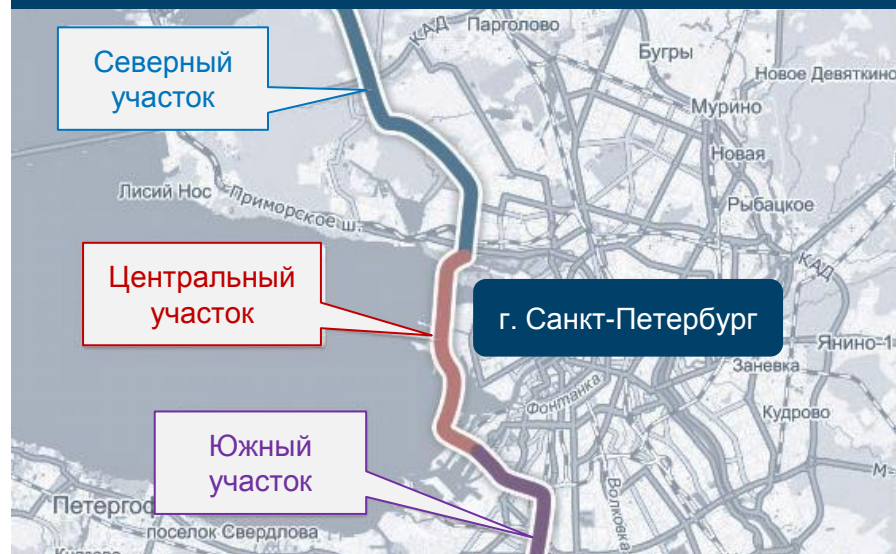 КАД
Парголово
Бугры
Новое Девяткино
Северный
участок
Мурино
Новая
Лисий Нос
Приморское ш.
Рыбацкое
КАД
Центральный
участок
г. Санкт-Петербург
Янино-1
Заневка
Фонтанка
Кудрово
Южный
участок
М-
Волковка
Петергоф
поселок Свердлова